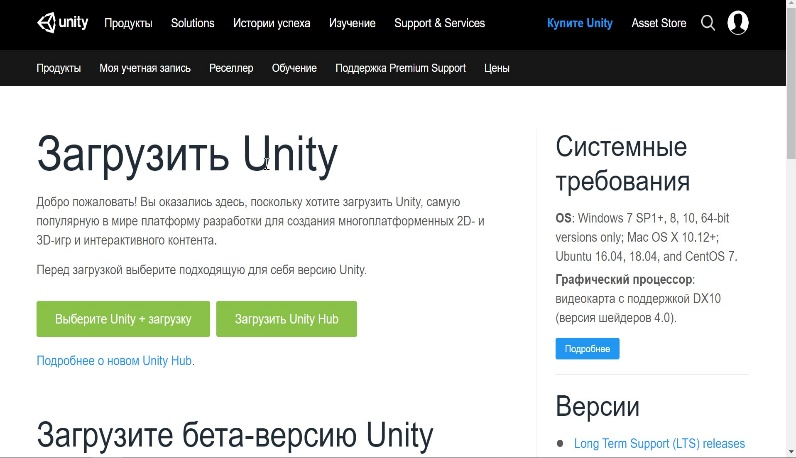 unity Продукты Solutions Истории успеха Изучение Support & Services Купите Unity Asset Store
Продукты Моя учетная запись Реселлер Обучение Поддержка Premium Support Цены
Загрузить Unity
Добро пожаловать! Вы оказались здесь, поскольку хотите загрузить Unity, самую
популярную в мире платформу разработки для создания многоплатформенных 2D- и
3D-игр и интерактивного контента.
Перед загрузкой выберите подходящую для себя версию Unity.
Выберите Unity + загрузку Загрузить Unity Hub
Подробнее о новом Unity Hub.
Загрузите бета-версию Unity
Системные
требования
OS: Windows 7 SP1+, 8, 10, 64-bit
versions only; Mac OS X 10.12+;
Ubuntu 16.04, 18.04, and CentOS 7.
Графический процессор:
видеокарта с поддержкой DX10
(версия шейдеров 4.0).
Подробнее
Версии
Long Term Support (LTS) releases